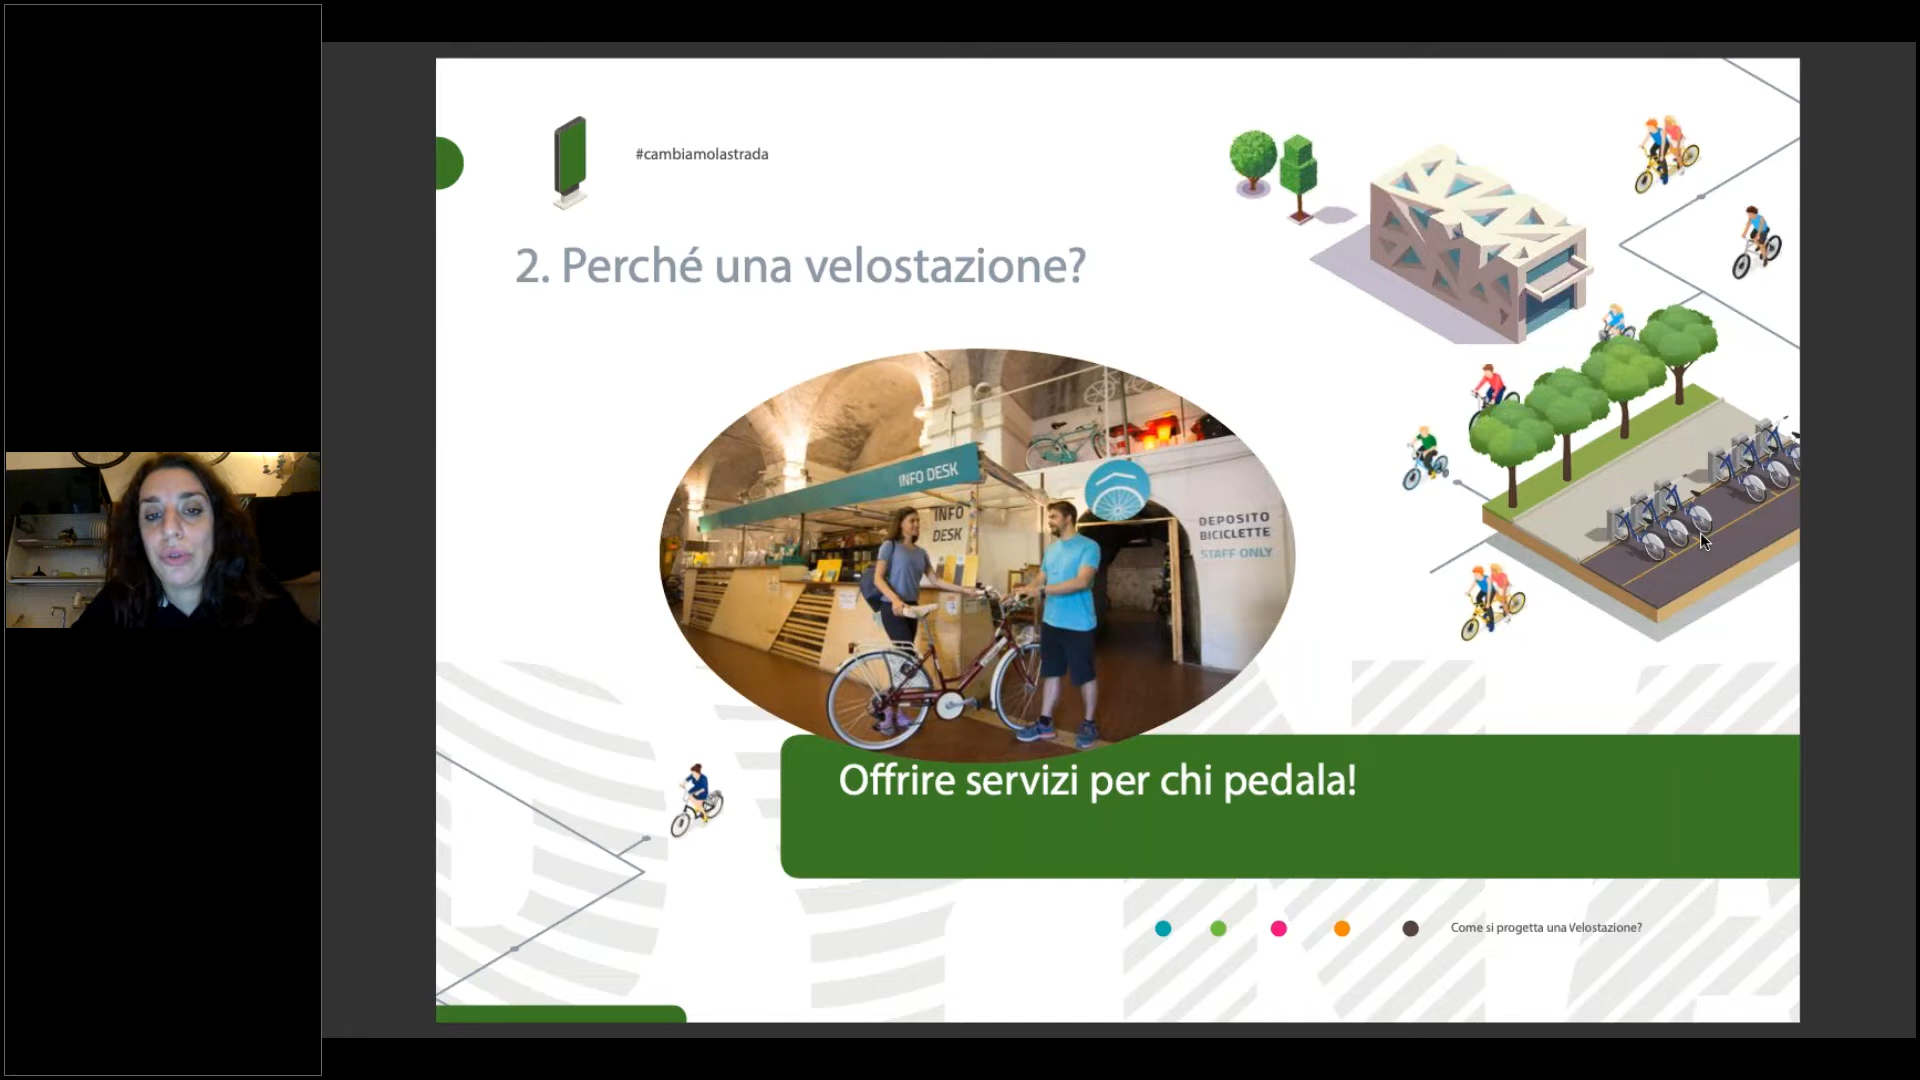 #cambiamolastrada
2. Perché una velostazione?
INFO DESK
INFO
DESK
DEPOSITO
BICICLETTE
STAFF ONLY
Offrire servizi per chi pedala!
Come si progetta una Velostazione?